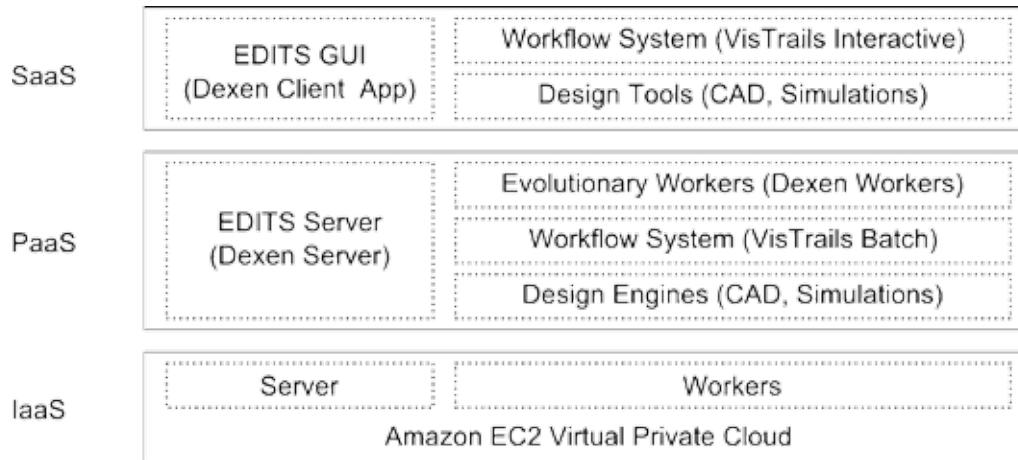 SaaS
EDITS GUI
(Dexen Client App)
Workflow System (VisTrails Interactive)
Design Tools (CAD, Simulations)
PaaS
EDITS Server
(Dexen Server)
Evolutionary Workers (Dexen Workers)
Workflow System (VisTrails Batch)
Design Engines (CAD, Simulations)
IaaS
Server
Workers
Amazon EC2 Virtual Private Cloud